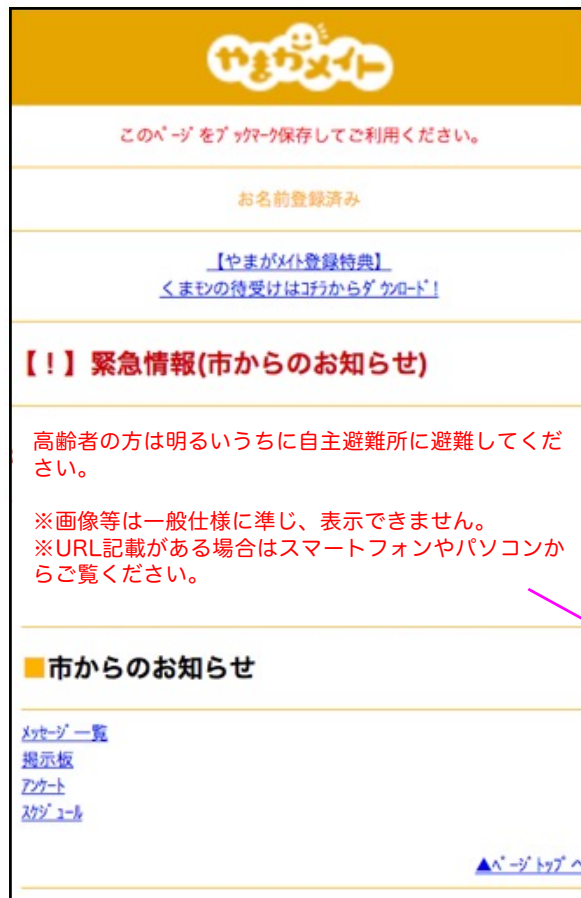 やまがメイト
このﾍﾟｰｼﾞをﾌﾞｯｸﾏｰｸ保存してご利用ください。
お名前登録済み
【やまがﾒｲﾄ登録特典】
くまﾓﾝの待受けはｺﾁﾗからﾀﾞｳﾝﾛｰﾄﾞ!
【！】緊急情報(市からのお知らせ)
高齢者の方は明るいうちに自主避難所に避難してくだ
さい。
※画像等は一般仕様に準じ、表示できません。
※URL記載がある場合はスマートフォンやパソコンか
らご覧ください。
■市からのお知らせ
ﾒｯｾｰｼﾞ一覧
掲示板
ｱﾝｹｰﾄ
ｽｹｼﾞｭｰﾙ
▲ﾍﾟｰｼﾞﾄｯﾌﾟへ